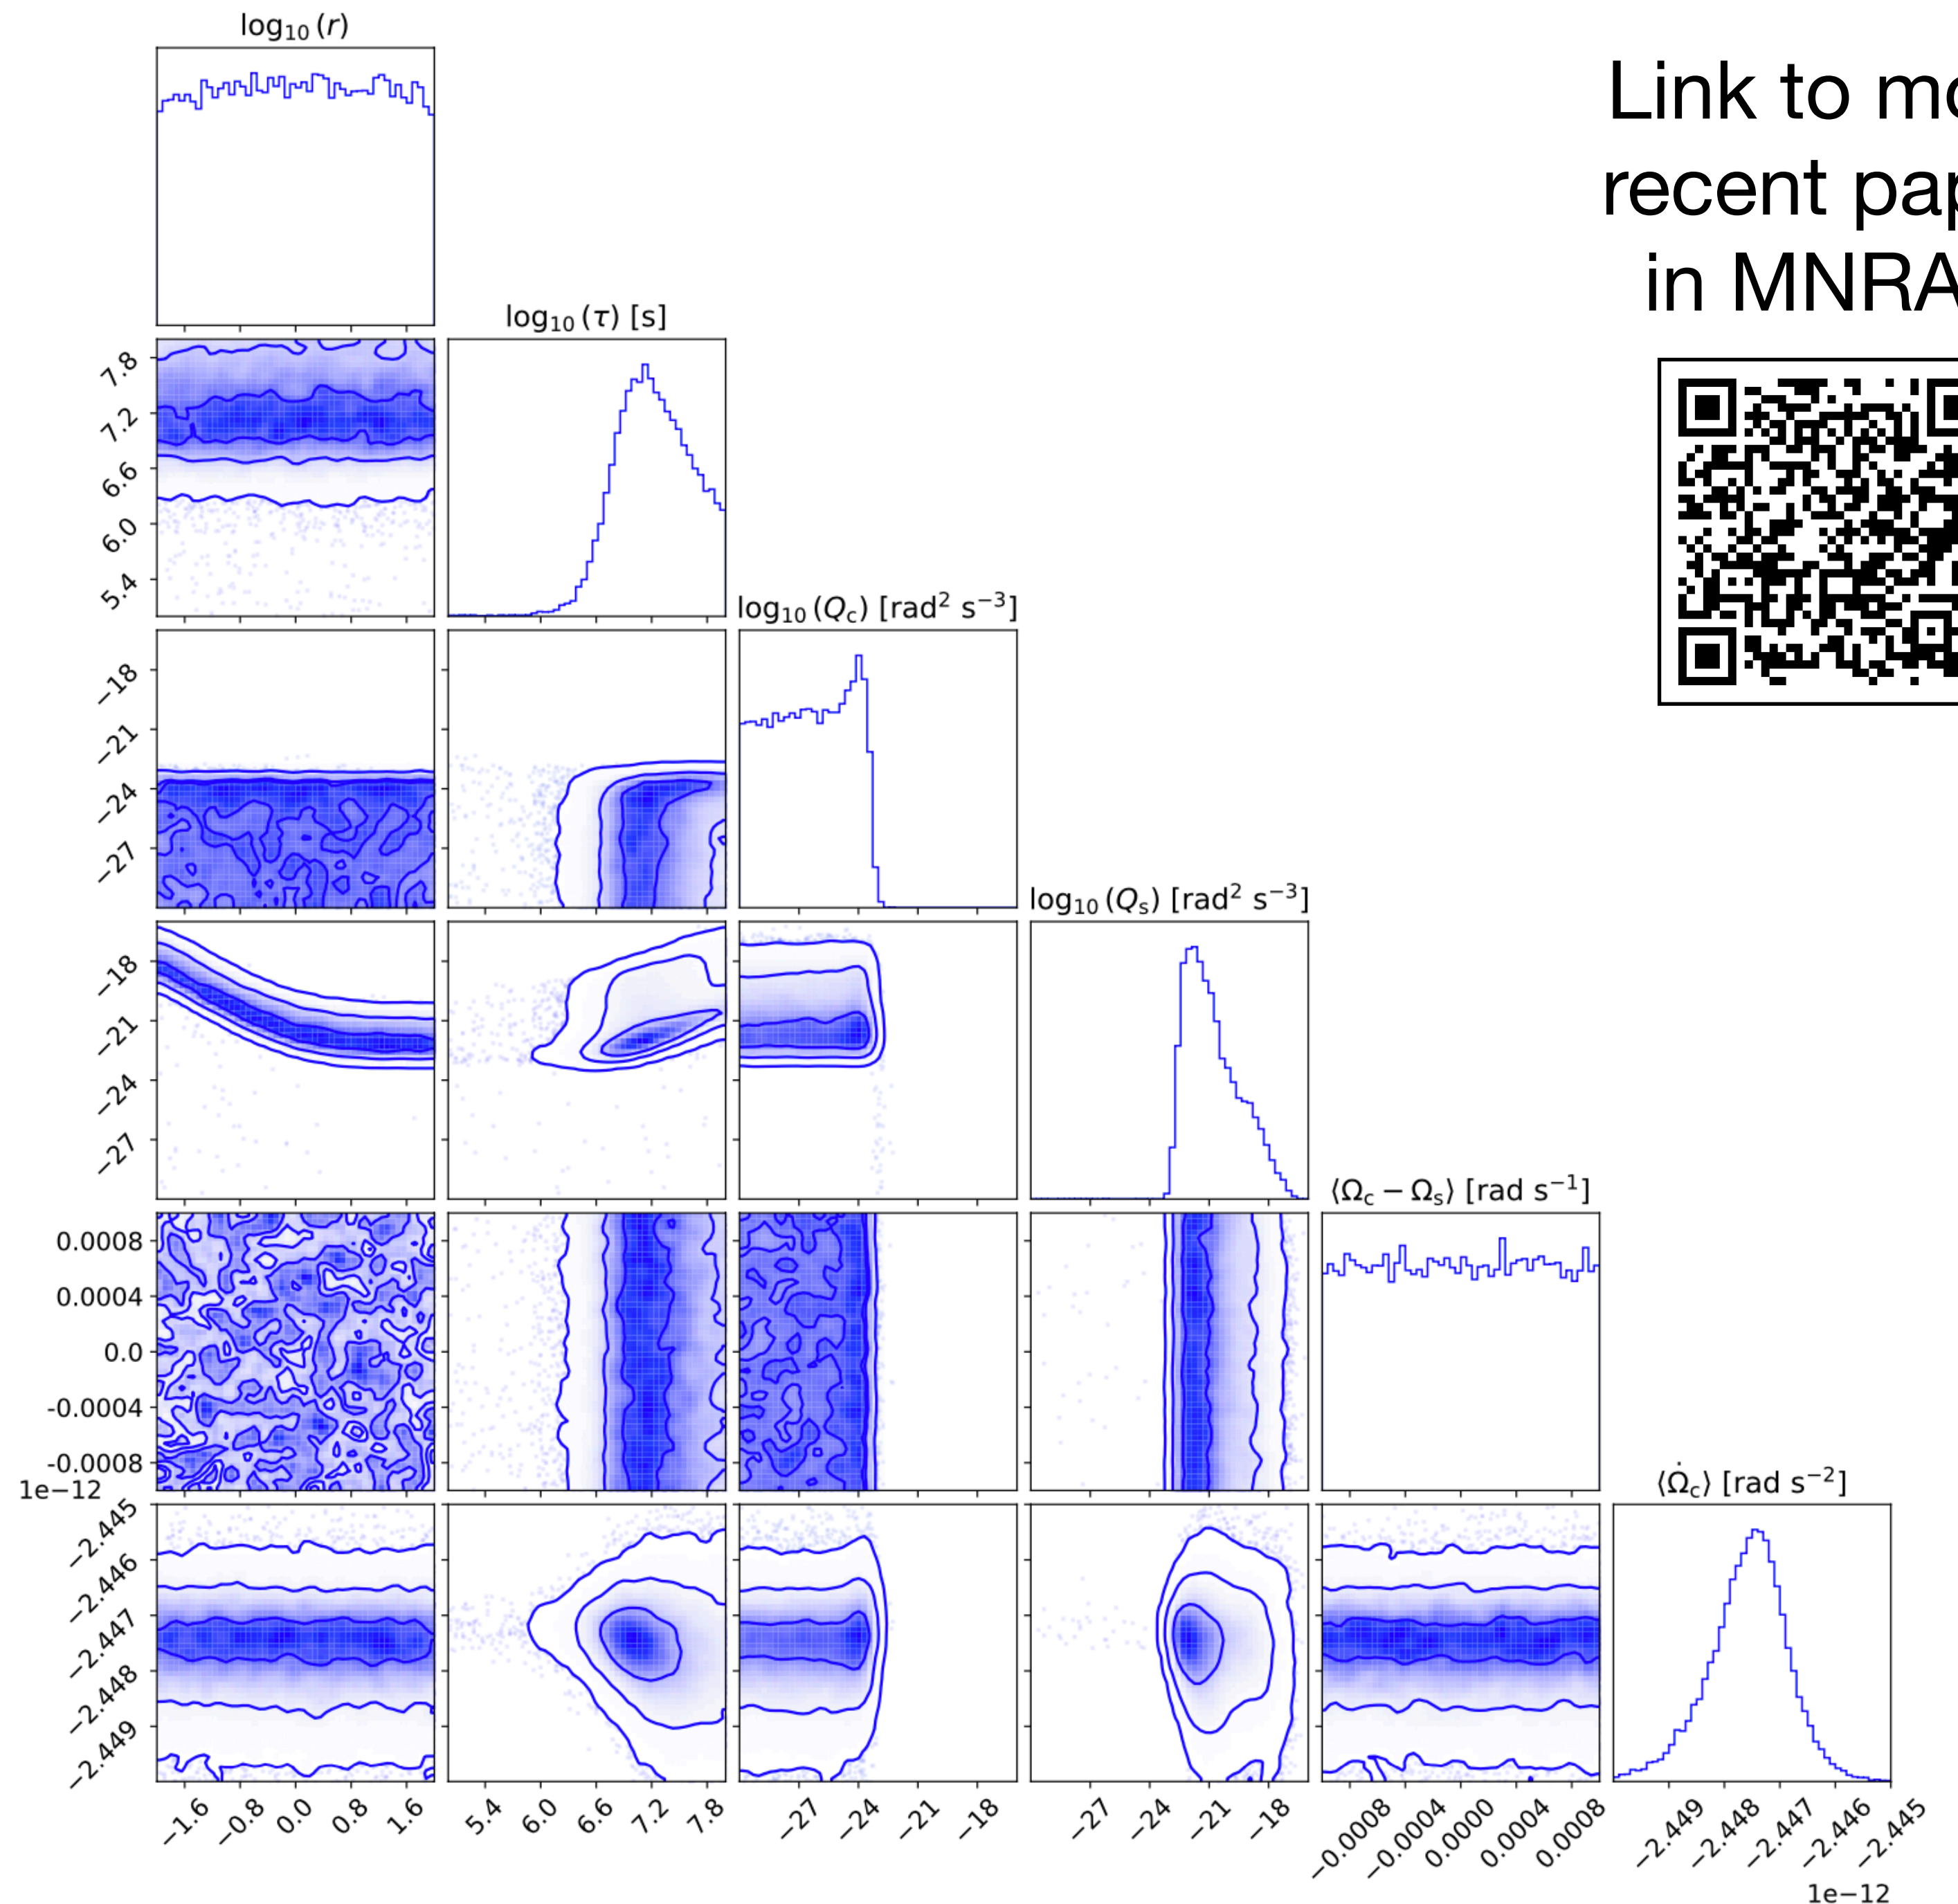 log₁₀(r)
Link to mo
recent pap
in MNRA
log₁₀(τ) [s]
7.8
7.2
6.6
6.0
5.4
log₁₀(Q_c) [rad² s⁻³]
−18
−21
−24
−27
log₁₀(Q_s) [rad² s⁻³]
−18
−21
−24
−27
⟨Ω_c − Ω_s⟩ [rad s⁻¹]
0.0008
0.0004
0.0
-0.0004
-0.0008
1e−12
⟨Ω̇_c⟩ [rad s⁻²]
−2.445
−2.446
−2.447
−2.448
−2.449
−1.6 −0.8 0.0 0.8 1.6 5.4 6.0 6.6 7.2 7.8 −27 −24 −21 −18 −27 −24 −21 −18 −0.0008 −0.0004 0.0000 0.0004 0.0008 −2.449 −2.448 −2.447 −2.446 −2.445
1e−12